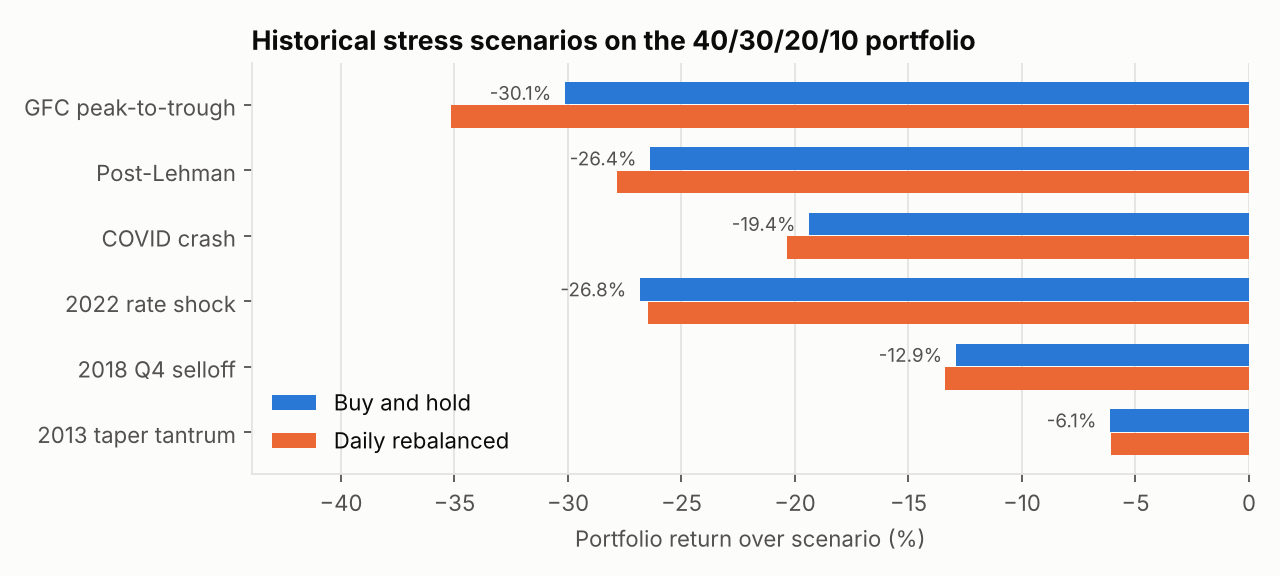 Historical stress scenarios on the 40/30/20/10 portfolio
GFC peak-to-trough
-30.1%
Post-Lehman
-26.4%
COVID crash
-19.4%
2022 rate shock
-26.8%
2018 Q4 selloff
-12.9%
2013 taper tantrum
-6.1%
Buy and hold
Daily rebalanced
−40 −35 −30 −25 −20 −15 −10 −5 0
Portfolio return over scenario (%)